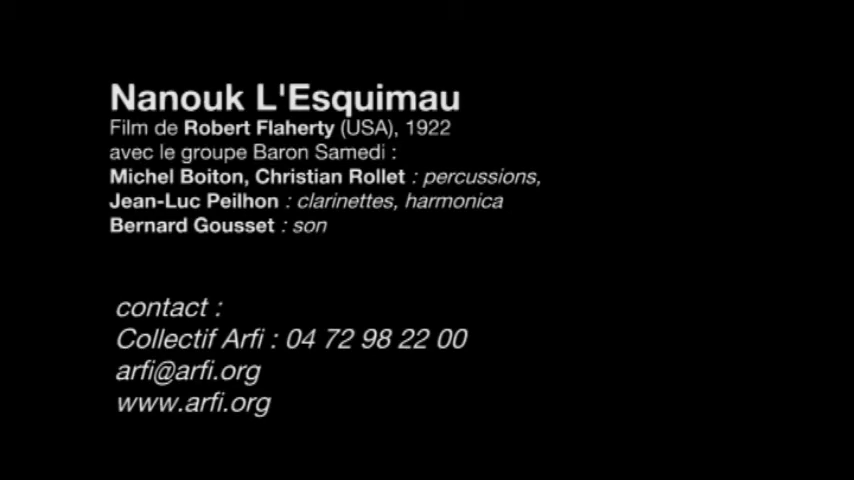 Nanouk L'Esquimau
Film de Robert Flaherty (USA), 1922
avec le groupe Baron Samedi :
Michel Boiton, Christian Rollet : percussions,
Jean-Luc Peilhon : clarinettes, harmonica
Bernard Gousset : son
contact :
Collectif Arfi : 04 72 98 22 00
arfi@arfi.org
www.arfi.org